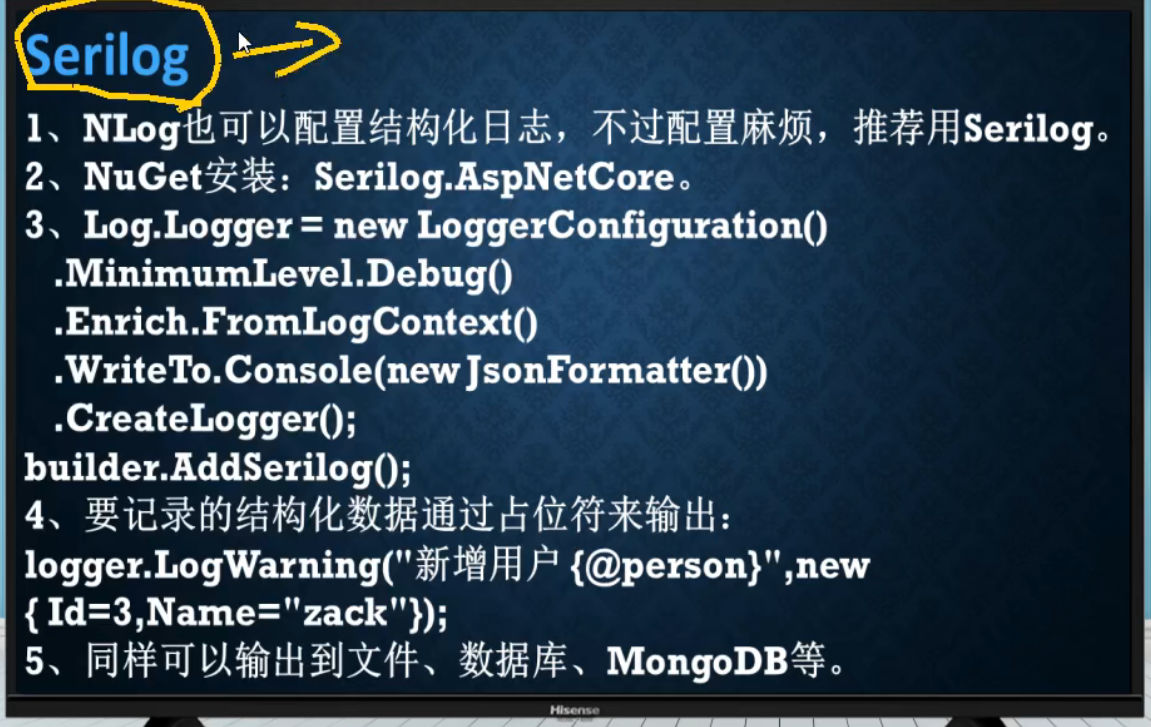 Serilog
1、NLog也可以配置结构化日志，不过配置麻烦，推荐用Serilog。
2、NuGet安装：Serilog.AspNetCore。
3、Log.Logger = new LoggerConfiguration()
.MinimumLevel.Debug()
.Enrich.FromLogContext()
.WriteTo.Console(new JsonFormatter())
.CreateLogger();
builder.AddSerilog();
4、要记录的结构化数据通过占位符来输出：
logger.LogWarning("新增用户 {@person}",new
{ Id=3,Name="zack"});
5、同样可以输出到文件、数据库、MongoDB等。
Hisense